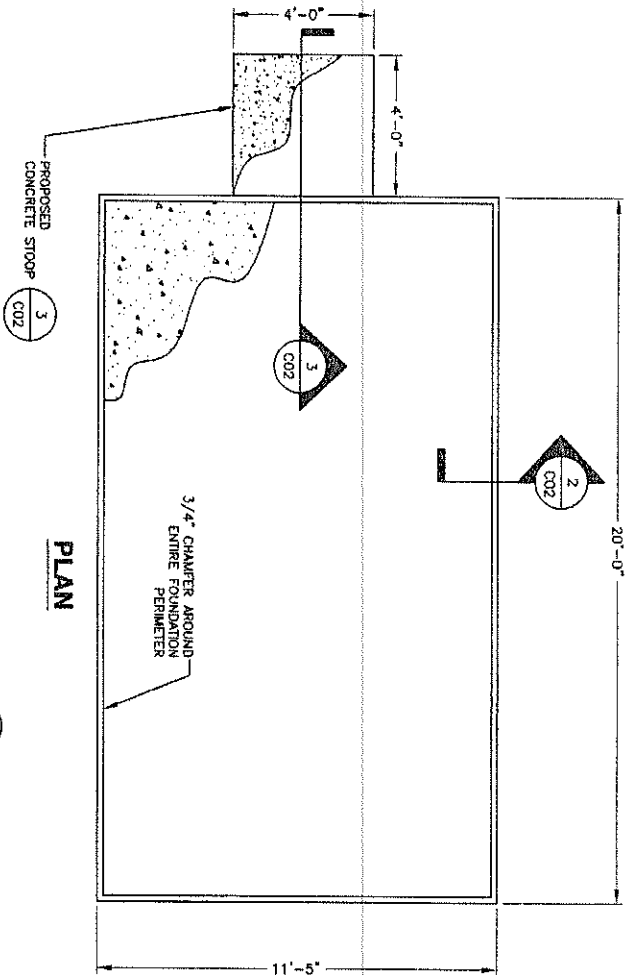 4'-0"
4'-0"
20'-0"
11'-5"
PROPOSED
CONCRETE STOOP
3
C02
3
C02
2
C02
3/4" CHAMFER AROUND
ENTIRE FOUNDATION
PERIMETER
PLAN